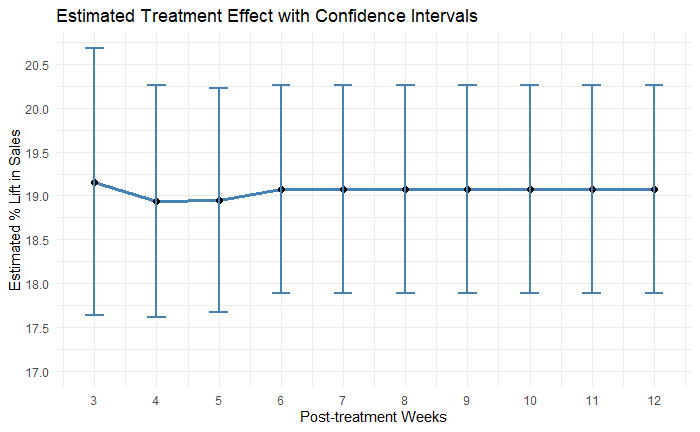 Estimated Treatment Effect with Confidence Intervals
Estimated % Lift in Sales
20.5
20.0
19.5
19.0
18.5
18.0
17.5
17.0
3 4 5 6 7 8 9 10 11 12
Post-treatment Weeks